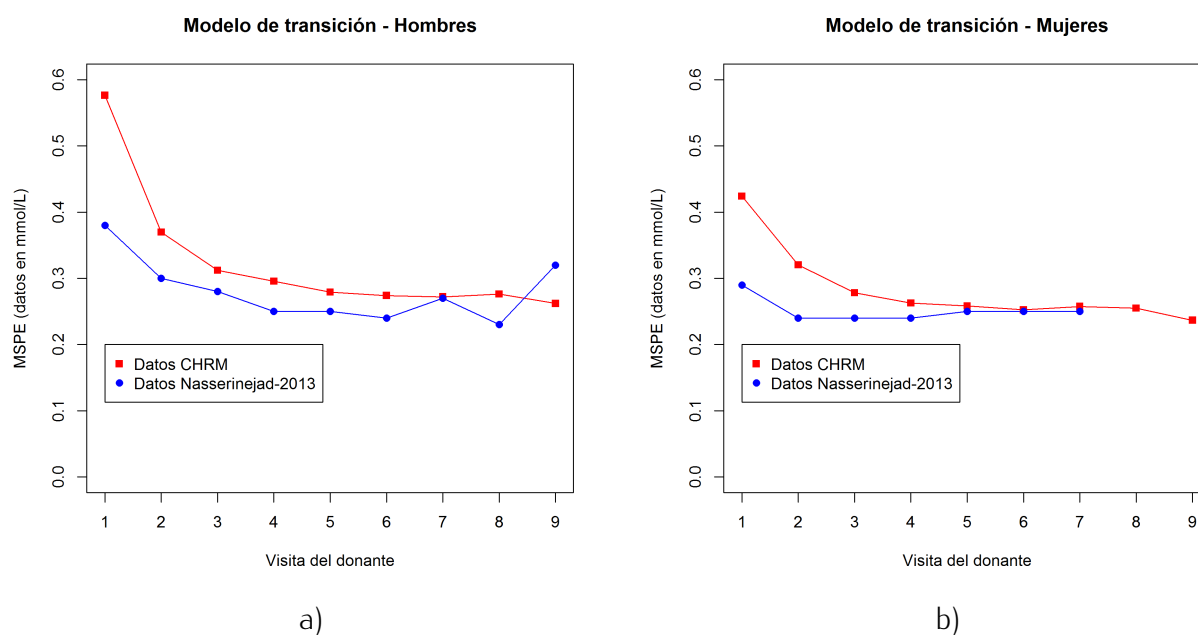 Modelo de transición - Hombres
MSPE (datos en mmol/L)
0.6
0.5
0.4
0.3
0.2
0.1
0.0
Datos CHRM
Datos Nasserinejad-2013
1 2 3 4 5 6 7 8 9
Visita del donante
a)
Modelo de transición - Mujeres
MSPE (datos en mmol/L)
0.6
0.5
0.4
0.3
0.2
0.1
0.0
Datos CHRM
Datos Nasserinejad-2013
1 2 3 4 5 6 7 8 9
Visita del donante
b)